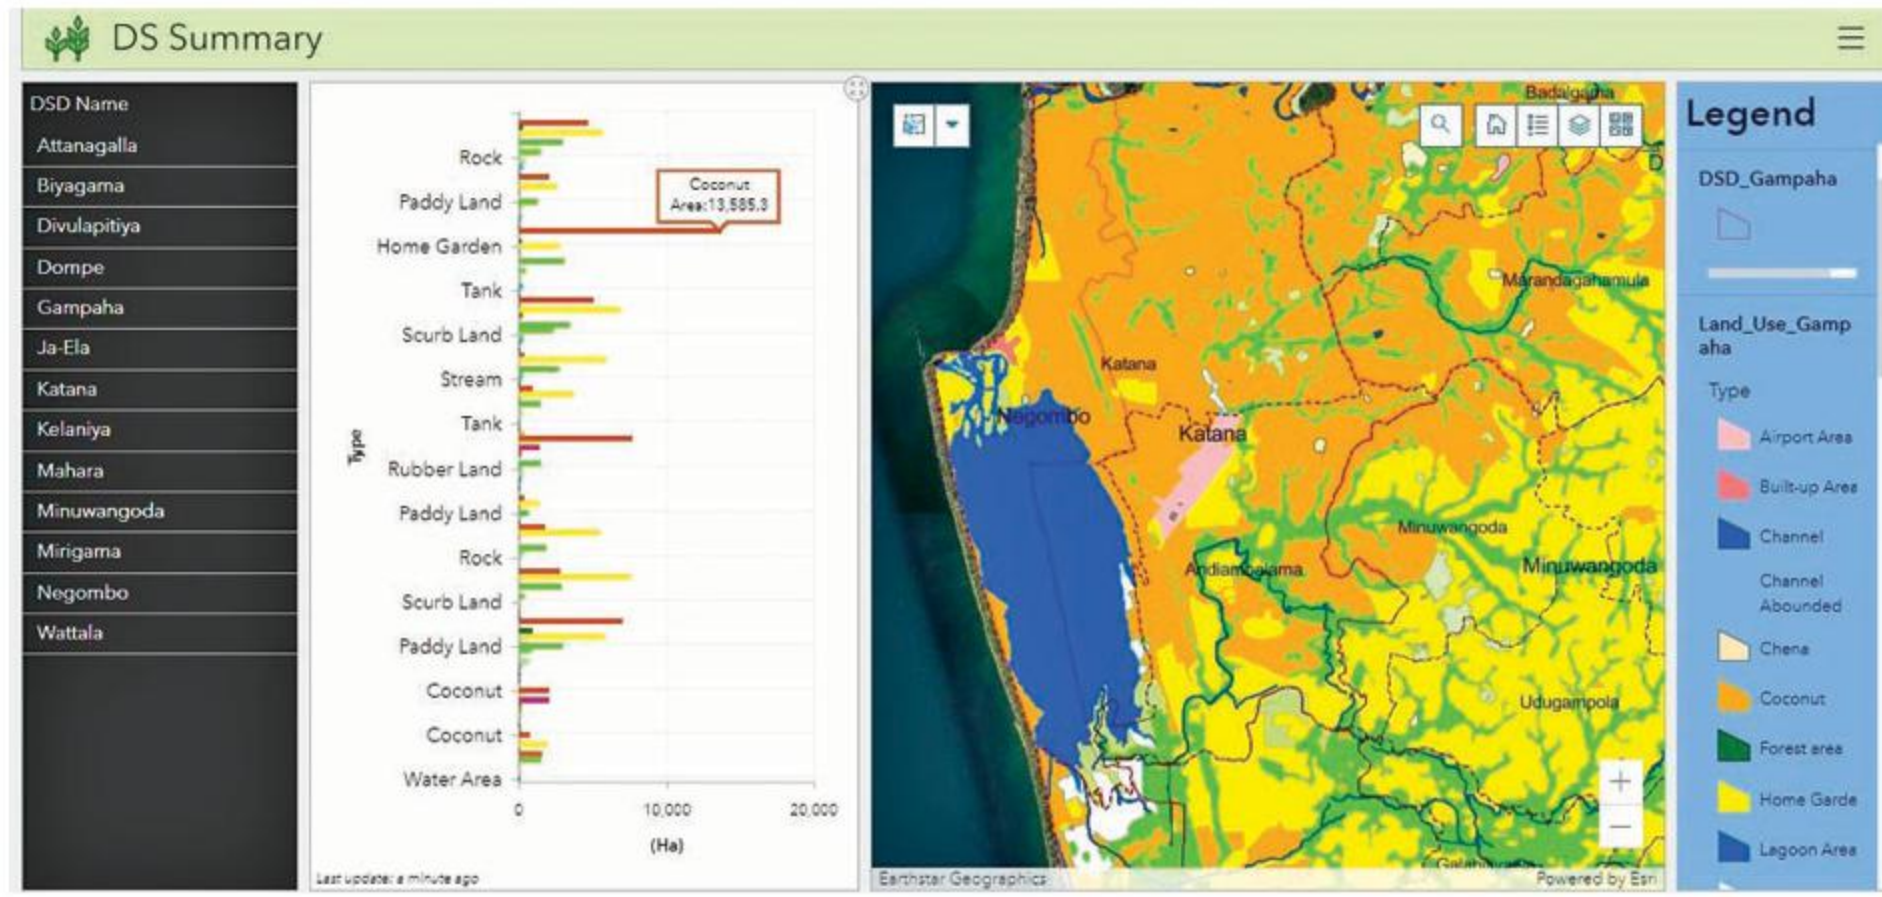 DS Summary
DSD Name
Attanagalla
Biyagama
Divulapitiya
Dompe
Gampaha
Ja-Ela
Katana
Kelaniya
Mahara
Minuwangoda
Mirigama
Negombo
Wattala
Rock
Paddy Land
Home Garden
Tank
Scurb Land
Stream
Tank
Rubber Land
Paddy Land
Rock
Scurb Land
Paddy Land
Coconut
Coconut
Water Area
Type
Coconut
Area:13,585.3
0
10,000
20,000
(Ha)
Last update: a minute ago
Badalgama
D
Marandagahamula
Katana
Negombo
Katana
Minuwangoda
Andiambalama
Minuwangoda
Udugampola
Earthstar Geographics
Powered by Esri
Legend
DSD_Gampaha
Land_Use_Gamp
aha
Type
Airport Area
Built-up Area
Channel
Channel
Abounded
Chena
Coconut
Forest area
Home Garde
Lagoon Area